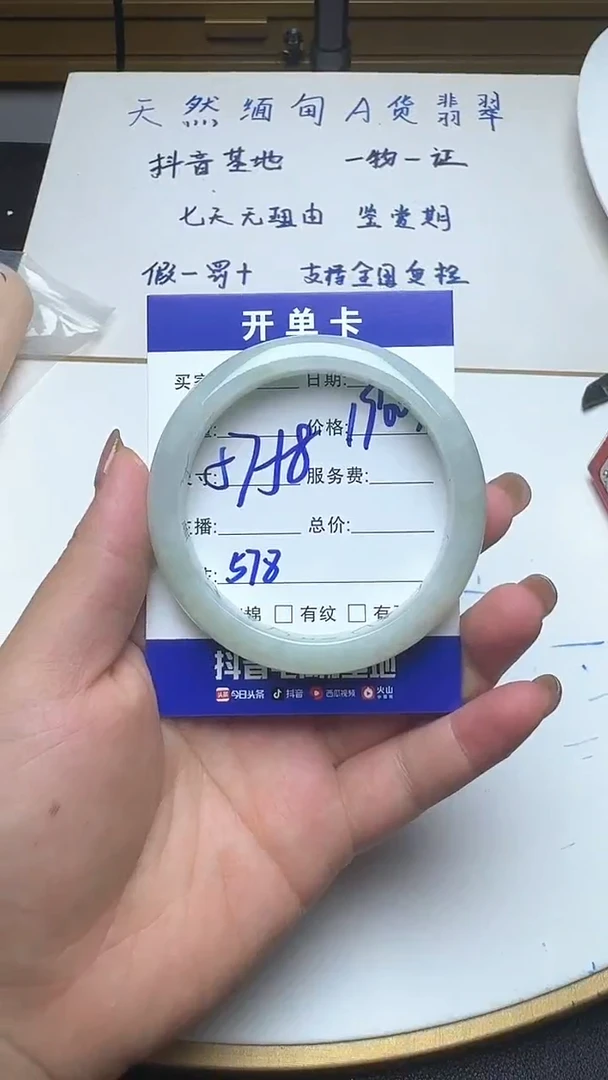 天然缅甸A货翡翠
抖音基地 一物一证
七天无理由 鉴赏期
假一罚十 支持全国复检
开单卡
买 日期:
价格:
寸: 服务费:
播: 总价:
578
棉 □ 有纹 □ 有
抖音
今日头条 抖音 西瓜视频 火山